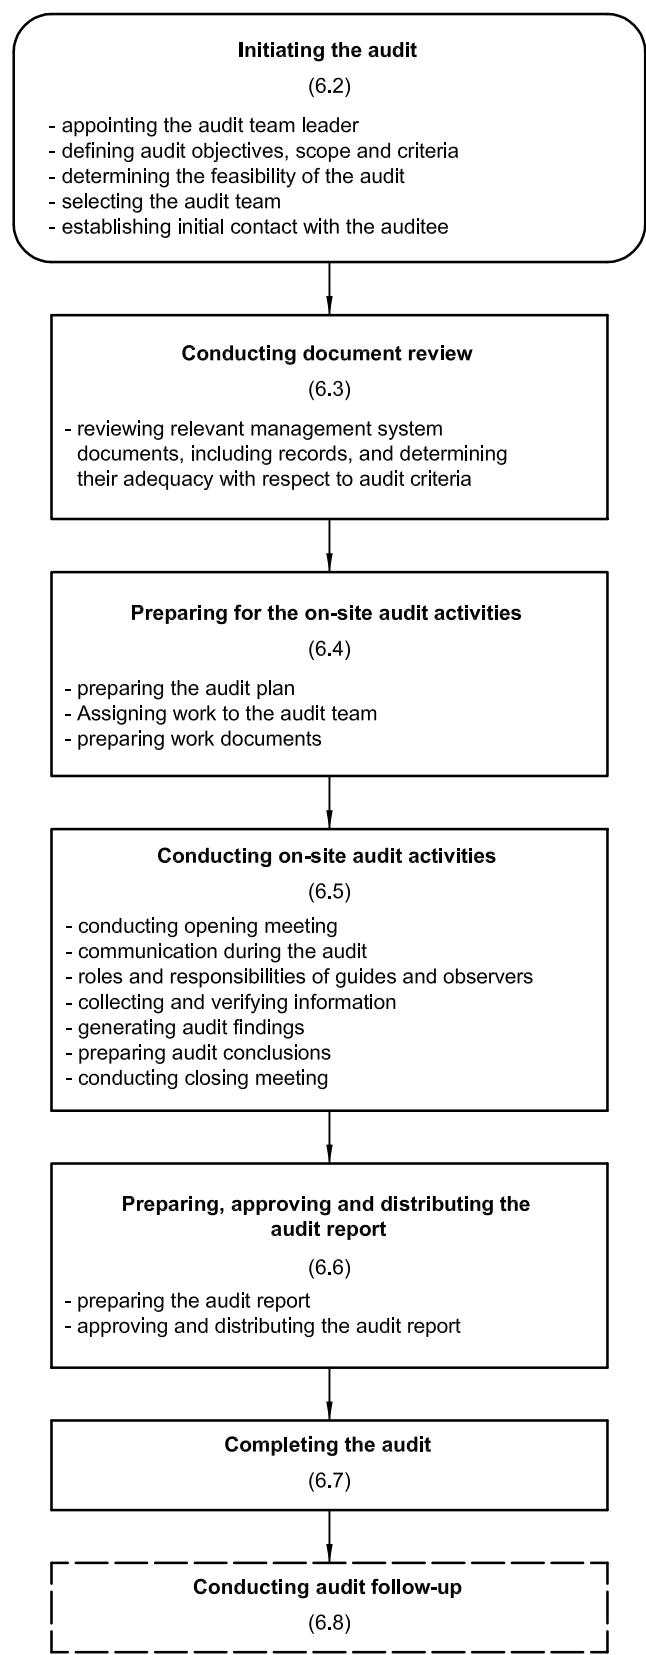 Initiating the audit
(6.2)
- appointing the audit team leader
- defining audit objectives, scope and criteria
- determining the feasibility of the audit
- selecting the audit team
- establishing initial contact with the auditee
Conducting document review
(6.3)
- reviewing relevant management system
documents, including records, and determining
their adequacy with respect to audit criteria
Preparing for the on-site audit activities
(6.4)
- preparing the audit plan
- Assigning work to the audit team
- preparing work documents
Conducting on-site audit activities
(6.5)
- conducting opening meeting
- communication during the audit
- roles and responsibilities of guides and observers
- collecting and verifying information
- generating audit findings
- preparing audit conclusions
- conducting closing meeting
Preparing, approving and distributing the
audit report
(6.6)
- preparing the audit report
- approving and distributing the audit report
Completing the audit
(6.7)
Conducting audit follow-up
(6.8)